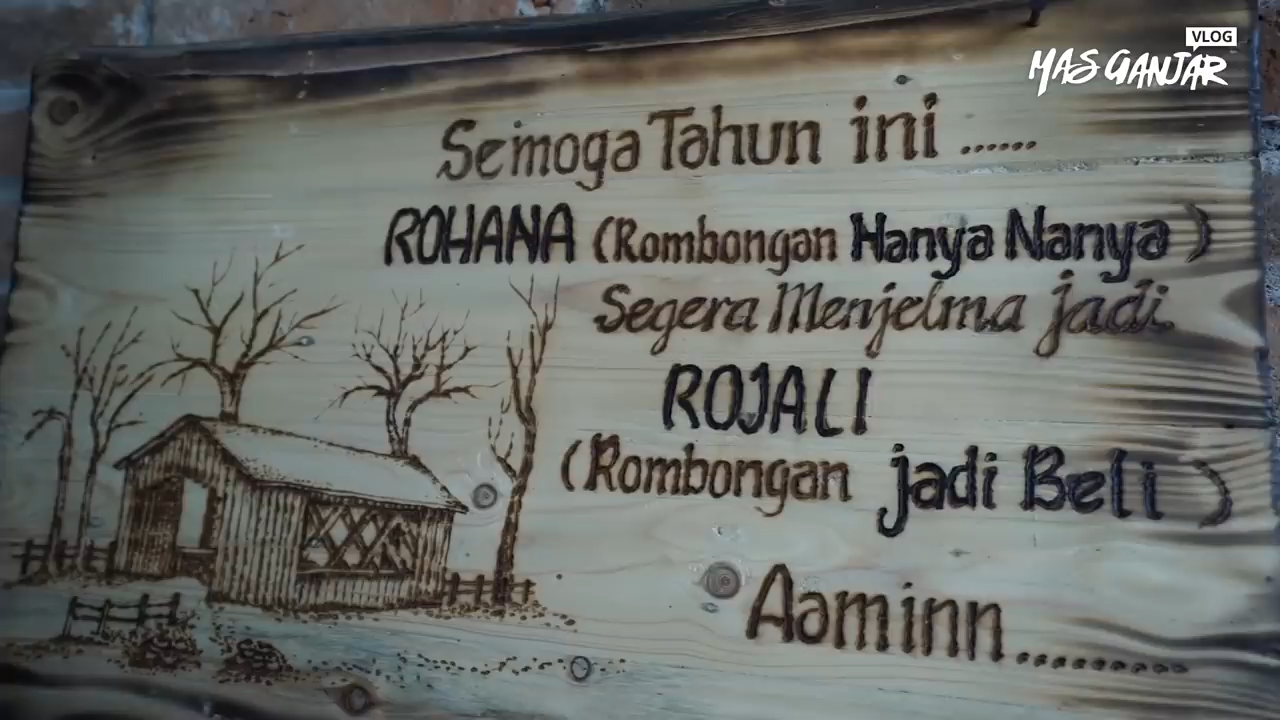 VLOG
MAS GANJAR
Semoga Tahun ini ......
ROHANA (Rombongan Hanya Nanya)
Segera Menjelma jadi
ROJALI
(Rombongan jadi Beli)
Aaminn.........